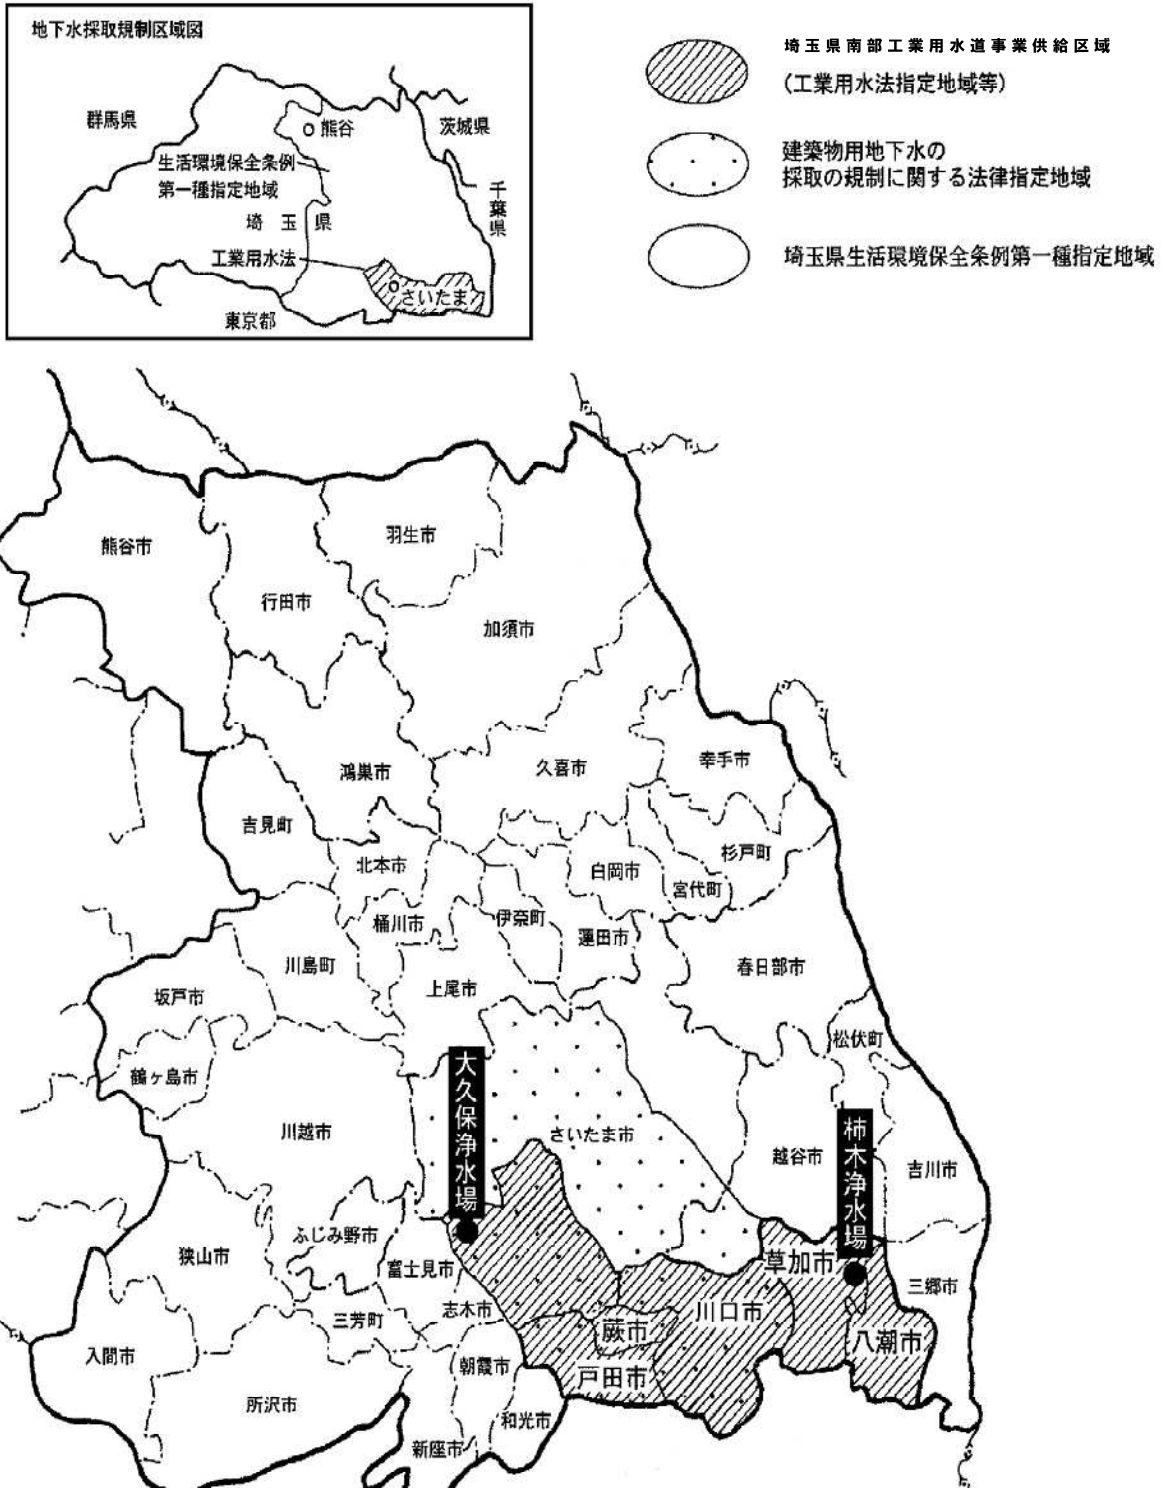 地下水採取規制区域図
群馬県
熊谷
茨城県
生活環境保全条例
第一種指定地域
千葉県
埼玉県
工業用水法
さいたま
東京都
埼玉県南部工業用水道事業供給区域
(工業用水法指定地域等)
建築物用地下水の
採取の規制に関する法律指定地域
埼玉県生活環境保全条例第一種指定地域
熊谷市
羽生市
行田市
加須市
鴻巣市
久喜市
幸手市
吉見町
北本市
白岡市
杉戸町
宮代町
桶川市
伊奈町
蓮田市
川島町
上尾市
春日部市
坂戸市
松伏町
鶴ヶ島市
大久保浄水場
川越市
さいたま市
越谷市
柿木浄水場
吉川市
ふじみ野市
狭山市
富士見市
草加市
三郷市
志木市
三芳町
川口市
蕨市
八潮市
入間市
朝霞市
戸田市
所沢市
和光市
新座市